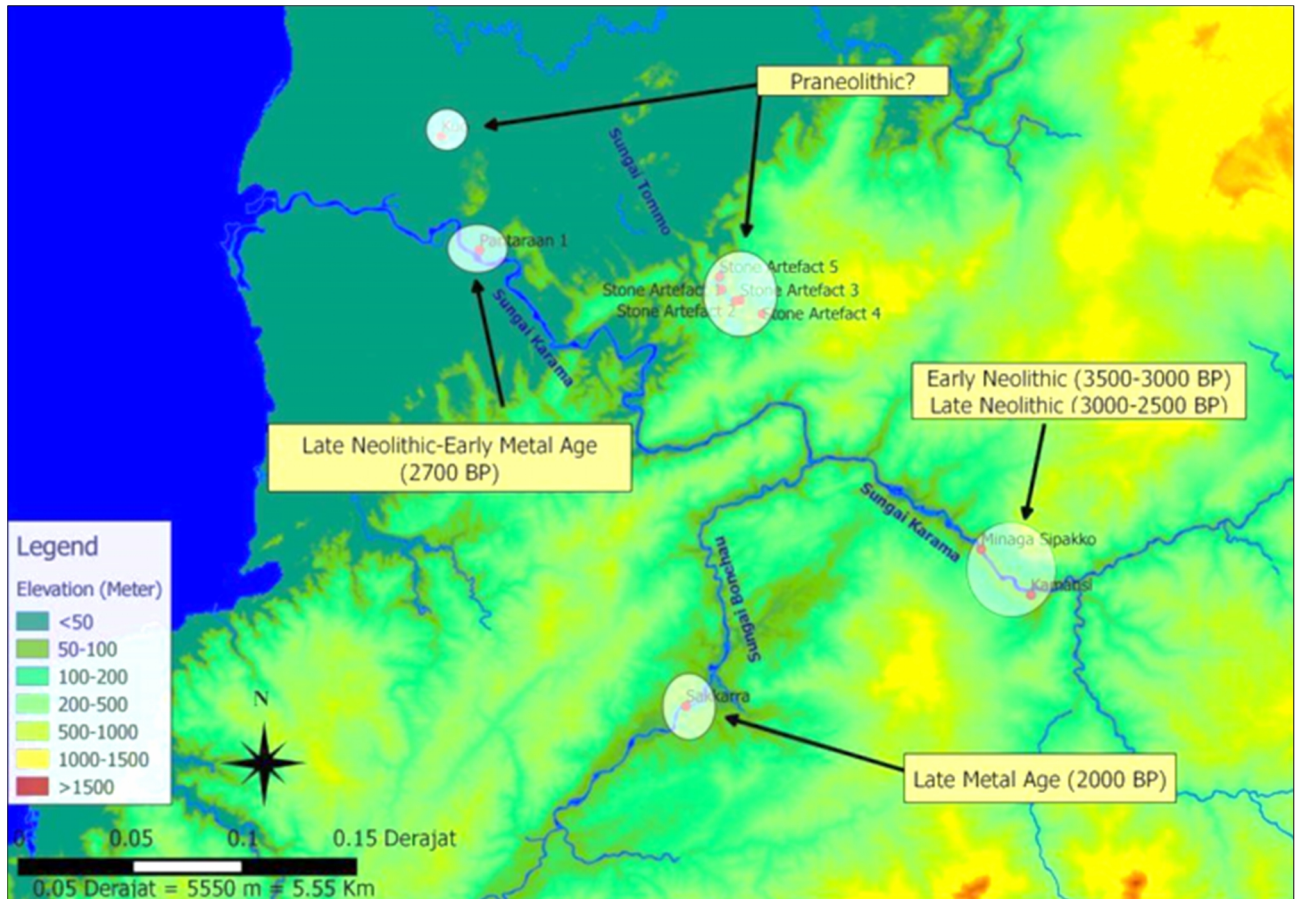 Praneolithic?
Sungai Tommo
Pantaraan 1
Stone Artefact 5
Stone Artefact 1
Stone Artefact 3
Stone Artefact 2
Stone Artefact 4
Sungai Karama
Early Neolithic (3500-3000 BP)
Late Neolithic (3000-2500 BP)
Late Neolithic-Early Metal Age
(2700 BP)
Sungai Karama
Minaga Sipakko
Kamansi
Sungai Bonehau
Sakkarra
Late Metal Age (2000 BP)
Legend
Elevation (Meter)
<50
50-100
100-200
200-500
500-1000
1000-1500
>1500
N
0 0.05 0.1 0.15 Derajat
0.05 Derajat = 5550 m = 5.55 Km